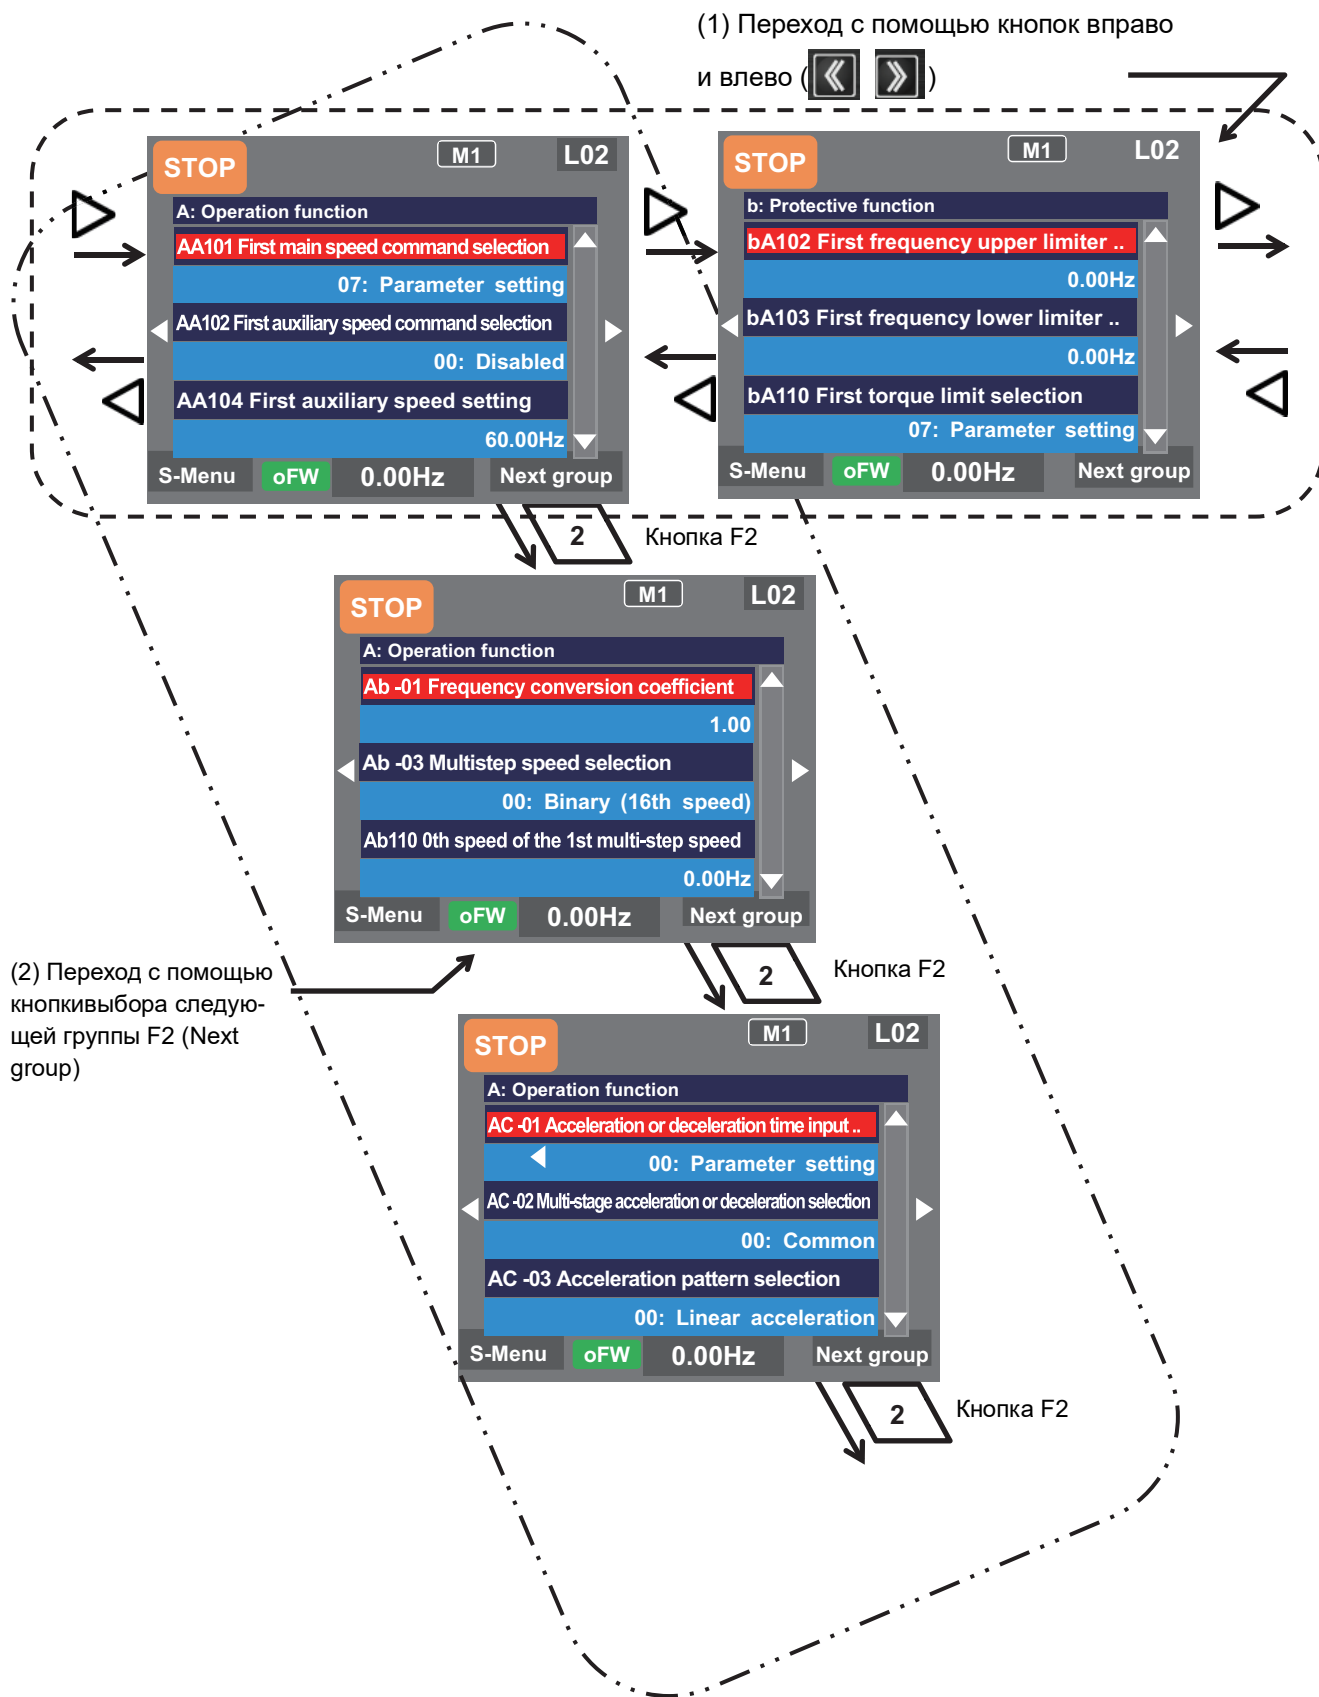 (1) Переход с помощью кнопок вправо
и влево ( )
STOP M1 L02
A: Operation function
AA101 First main speed command selection
07: Parameter setting
AA102 First auxiliary speed command selection
00: Disabled
AA104 First auxiliary speed setting
60.00Hz
S-Menu oFW 0.00Hz Next group
STOP M1 L02
b: Protective function
bA102 First frequency upper limiter ..
0.00Hz
bA103 First frequency lower limiter ..
0.00Hz
bA110 First torque limit selection
07: Parameter setting
S-Menu oFW 0.00Hz Next group
2 Кнопка F2
STOP M1 L02
A: Operation function
Ab -01 Frequency conversion coefficient
1.00
Ab -03 Multistep speed selection
00: Binary (16th speed)
Ab110 0th speed of the 1st multi-step speed
0.00Hz
S-Menu oFW 0.00Hz Next group
2 Кнопка F2
(2) Переход с помощью
кнопкивыбора следую-
щей группы F2 (Next
group)
STOP M1 L02
A: Operation function
AC -01 Acceleration or deceleration time input ..
00: Parameter setting
AC -02 Multi-stage acceleration or deceleration selection
00: Common
AC -03 Acceleration pattern selection
00: Linear acceleration
S-Menu oFW 0.00Hz Next group
2 Кнопка F2